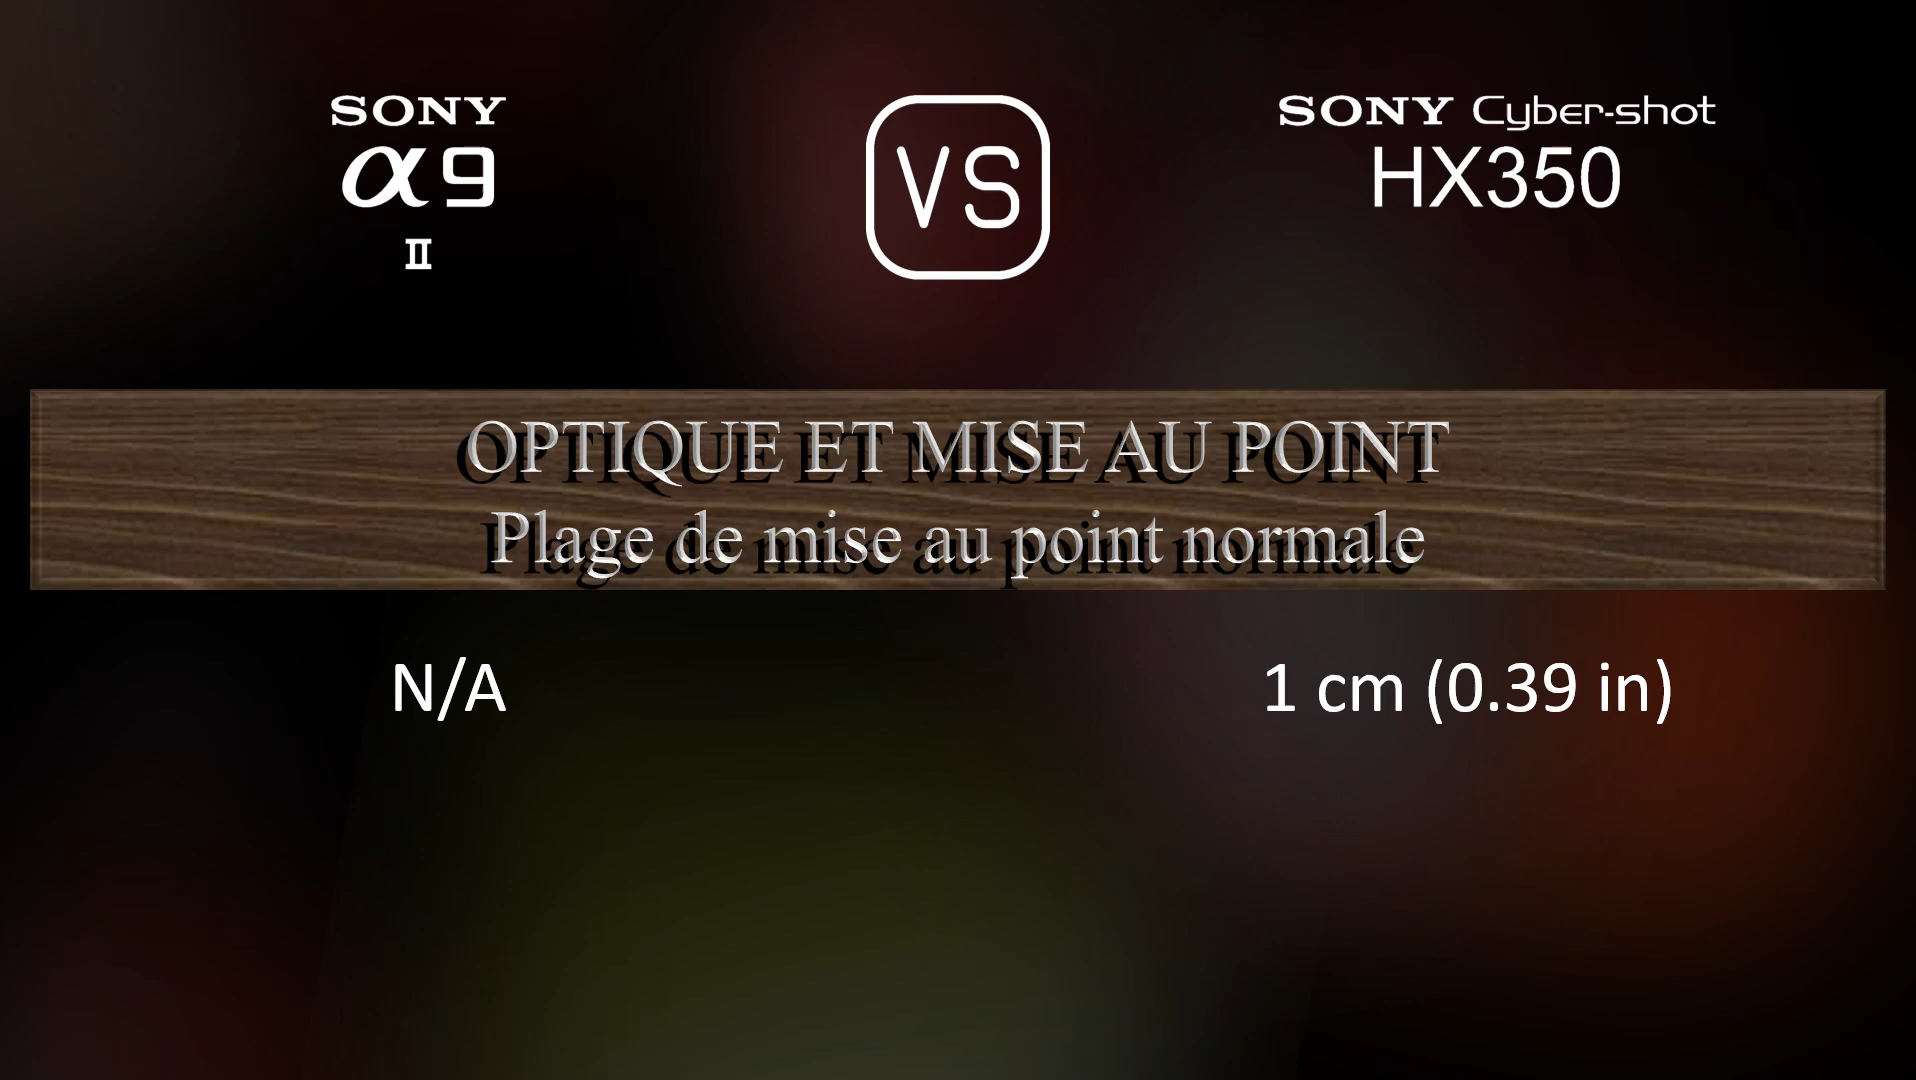 SONY
α9
II
VS
SONY Cyber-shot
HX350
OPTIQUE ET MISE AU POINT
Plage de mise au point normale
N/A
1 cm (0.39 in)